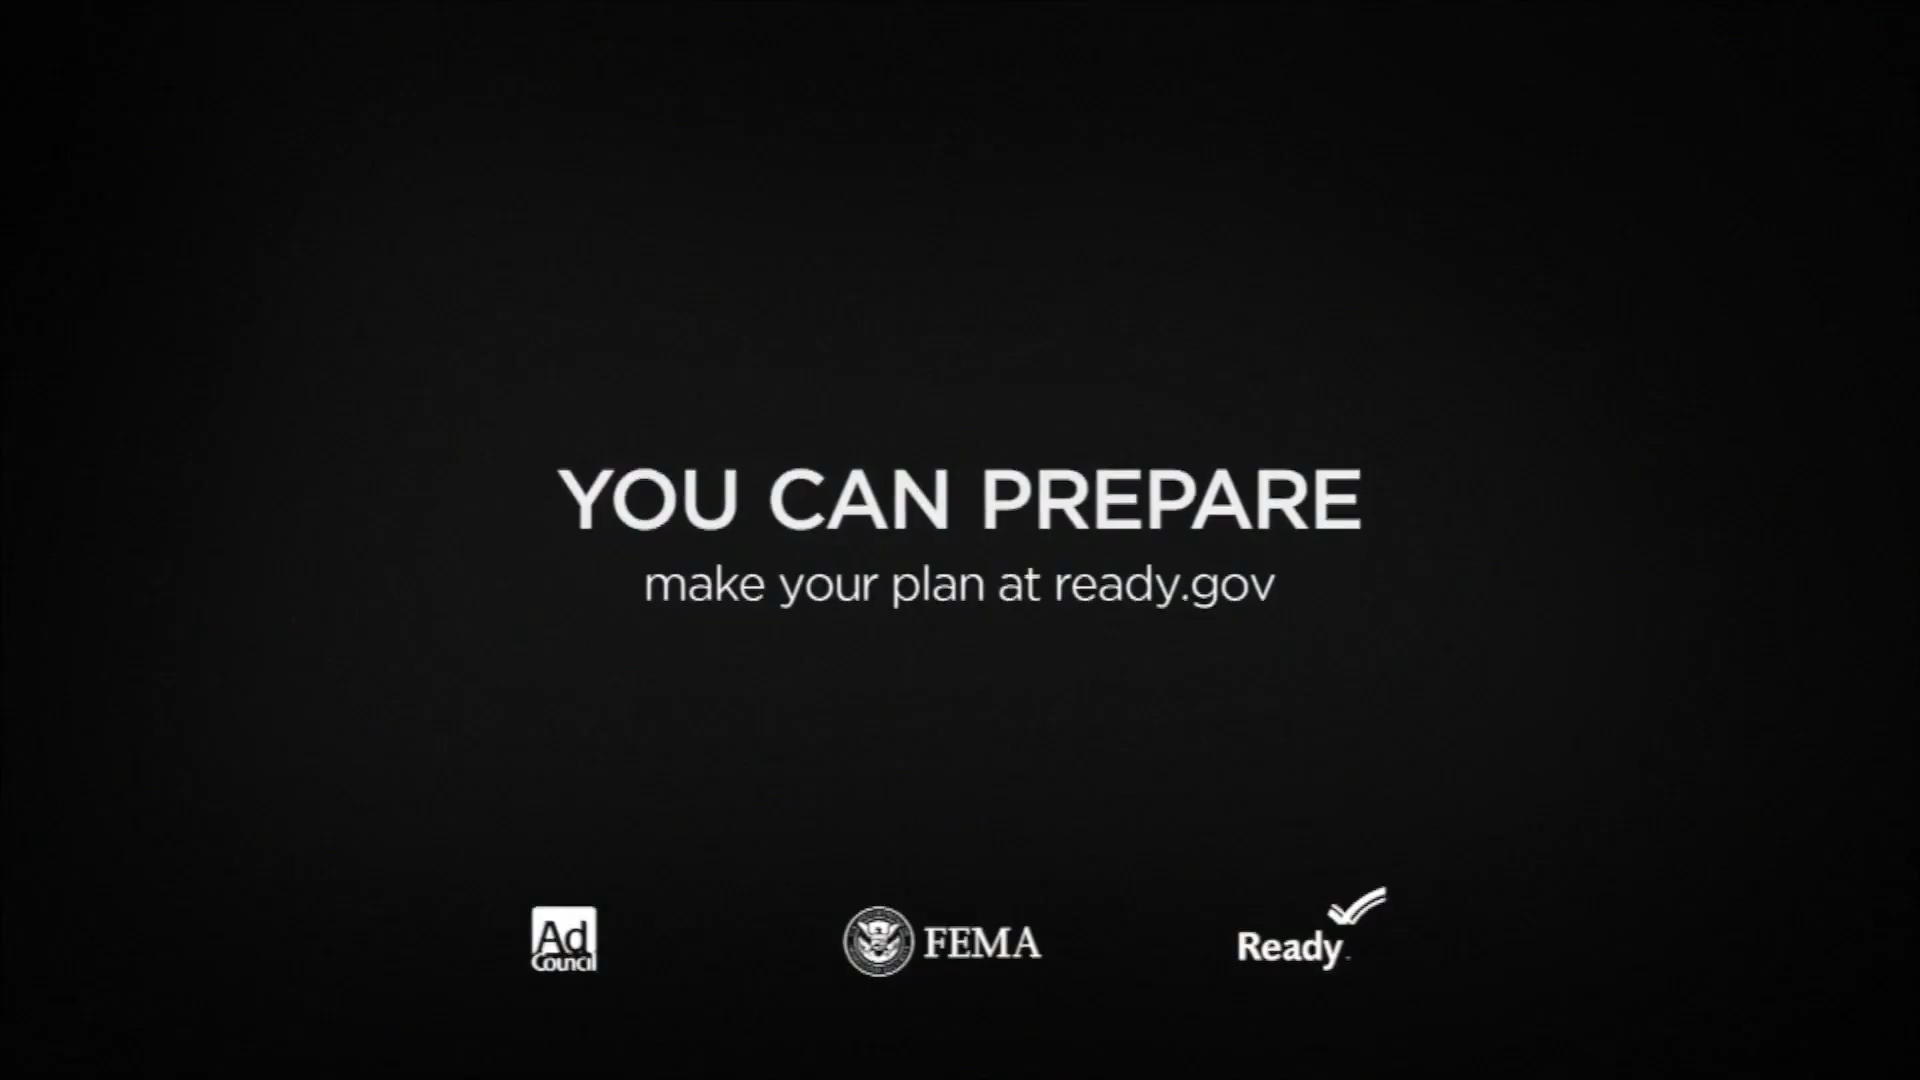 YOU CAN PREPARE
make your plan at ready.gov
Ad
Council
FEMA
Ready